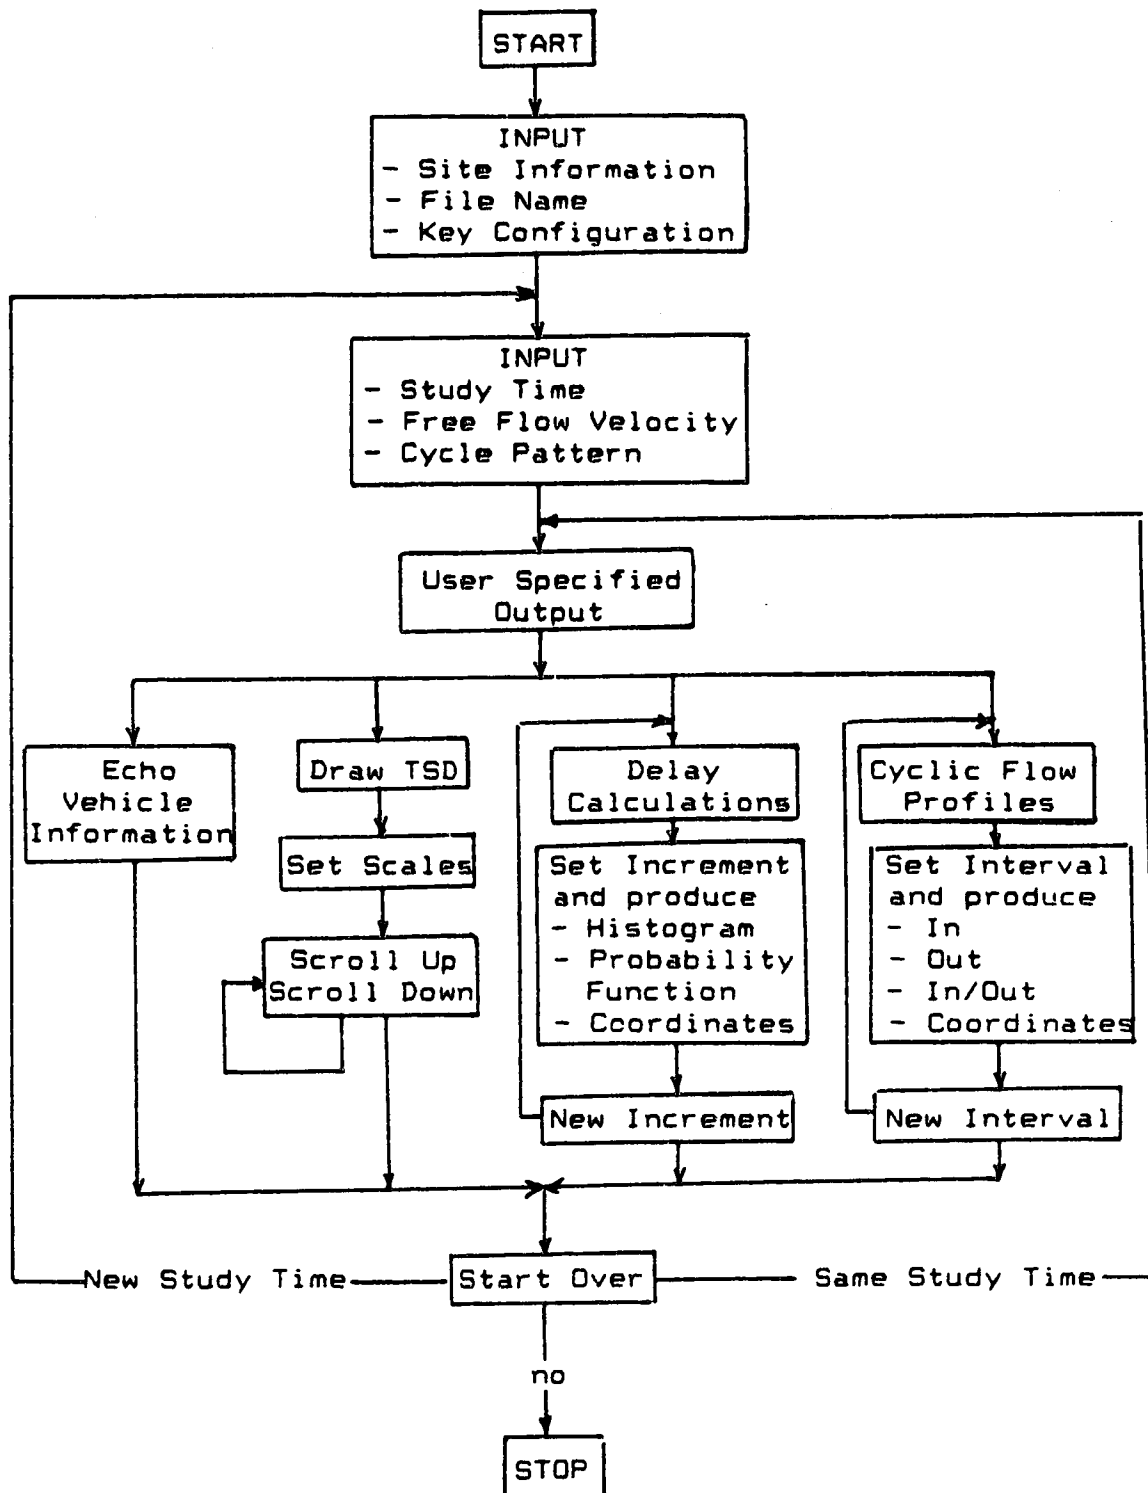 START
INPUT
- Site Information
- File Name
- Key Configuration
INPUT
- Study Time
- Free Flow Velocity
- Cycle Pattern
User Specified
Output
Echo
Vehicle
Information
Draw TSD
Set Scales
Scroll Up
Scroll Down
Delay
Calculations
Set Increment
and produce
- Histogram
- Probability
Function
- Coordinates
New Increment
Cyclic Flow
Profiles
Set Interval
and produce
- In
- Out
- In/Out
- Coordinates
New Interval
New Study Time
Start Over
Same Study Time
no
STOP